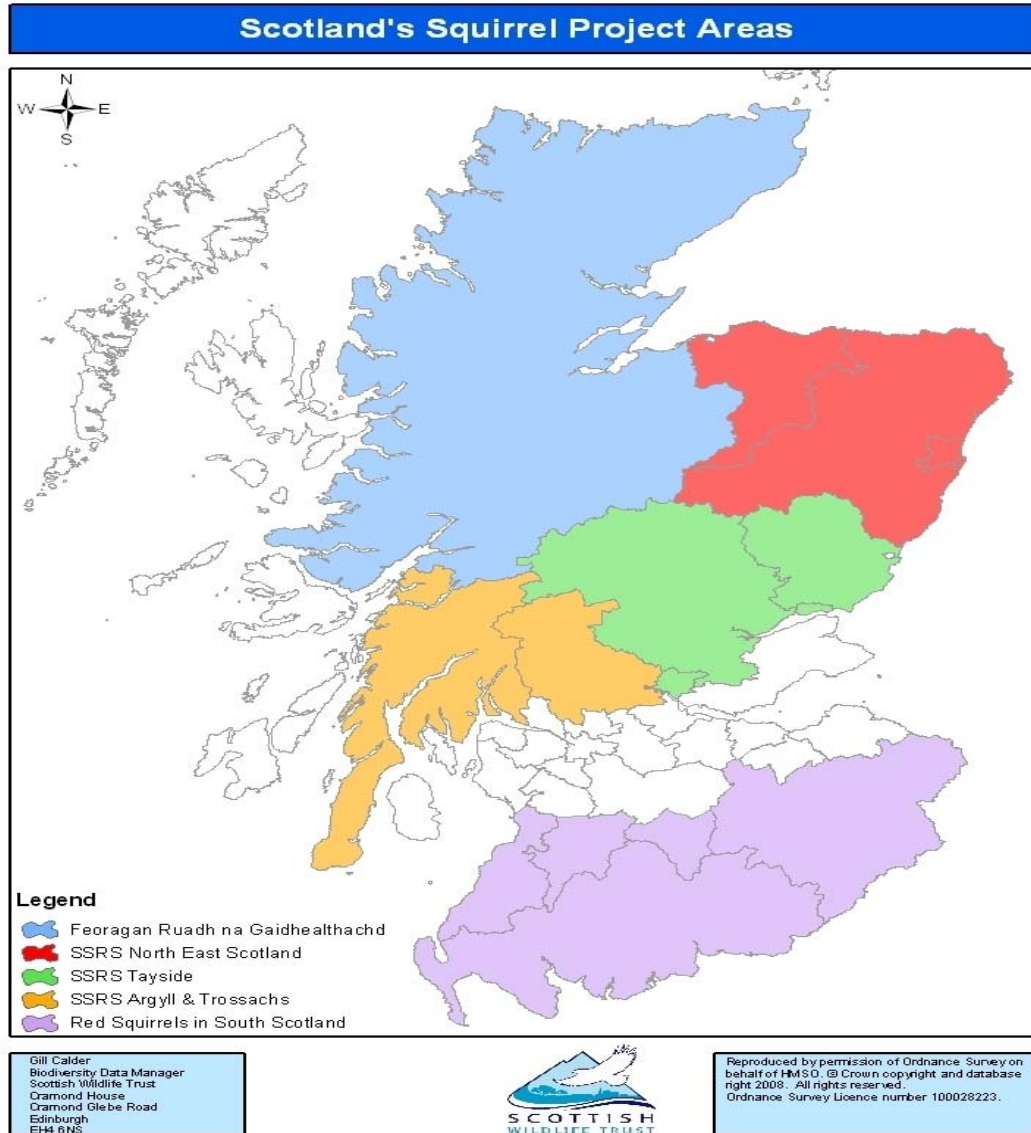 Scotland's Squirrel Project Areas
N
W E
S
Legend
Feoragan Ruadh na Gaidhealthachd
SSRS North East Scotland
SSRS Tayside
SSRS Argyll & Trossachs
Red Squirrels in South Scotland
Gill Calder
Biodiversity Data Manager
Scottish Wildlife Trust
Cramond House
Cramond Glebe Road
Edinburgh
EH4 6NS
SCOTTISH
WILDLIFE TRUST
Reproduced by permission of Ordnance Survey on
behalf of HMSO. © Crown copyright and database
right 2008. All rights reserved.
Ordnance Survey Licence number 100028223.